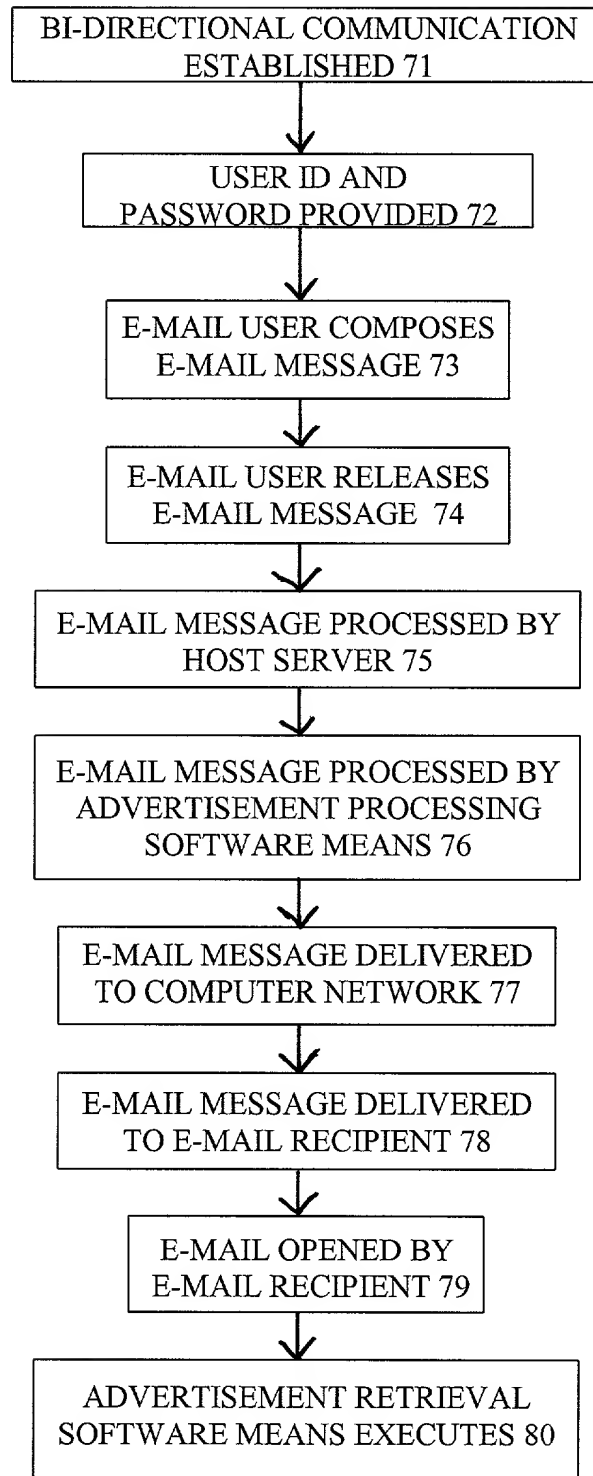 BI-DIRECTIONAL COMMUNICATION
ESTABLISHED 71
USER ID AND
PASSWORD PROVIDED 72
E-MAIL USER COMPOSES
E-MAIL MESSAGE 73
E-MAIL USER RELEASES
E-MAIL MESSAGE 74
E-MAIL MESSAGE PROCESSED BY
HOST SERVER 75
E-MAIL MESSAGE PROCESSED BY
ADVERTISEMENT PROCESSING
SOFTWARE MEANS 76
E-MAIL MESSAGE DELIVERED
TO COMPUTER NETWORK 77
E-MAIL MESSAGE DELIVERED
TO E-MAIL RECIPIENT 78
E-MAIL OPENED BY
E-MAIL RECIPIENT 79
ADVERTISEMENT RETRIEVAL
SOFTWARE MEANS EXECUTES 80